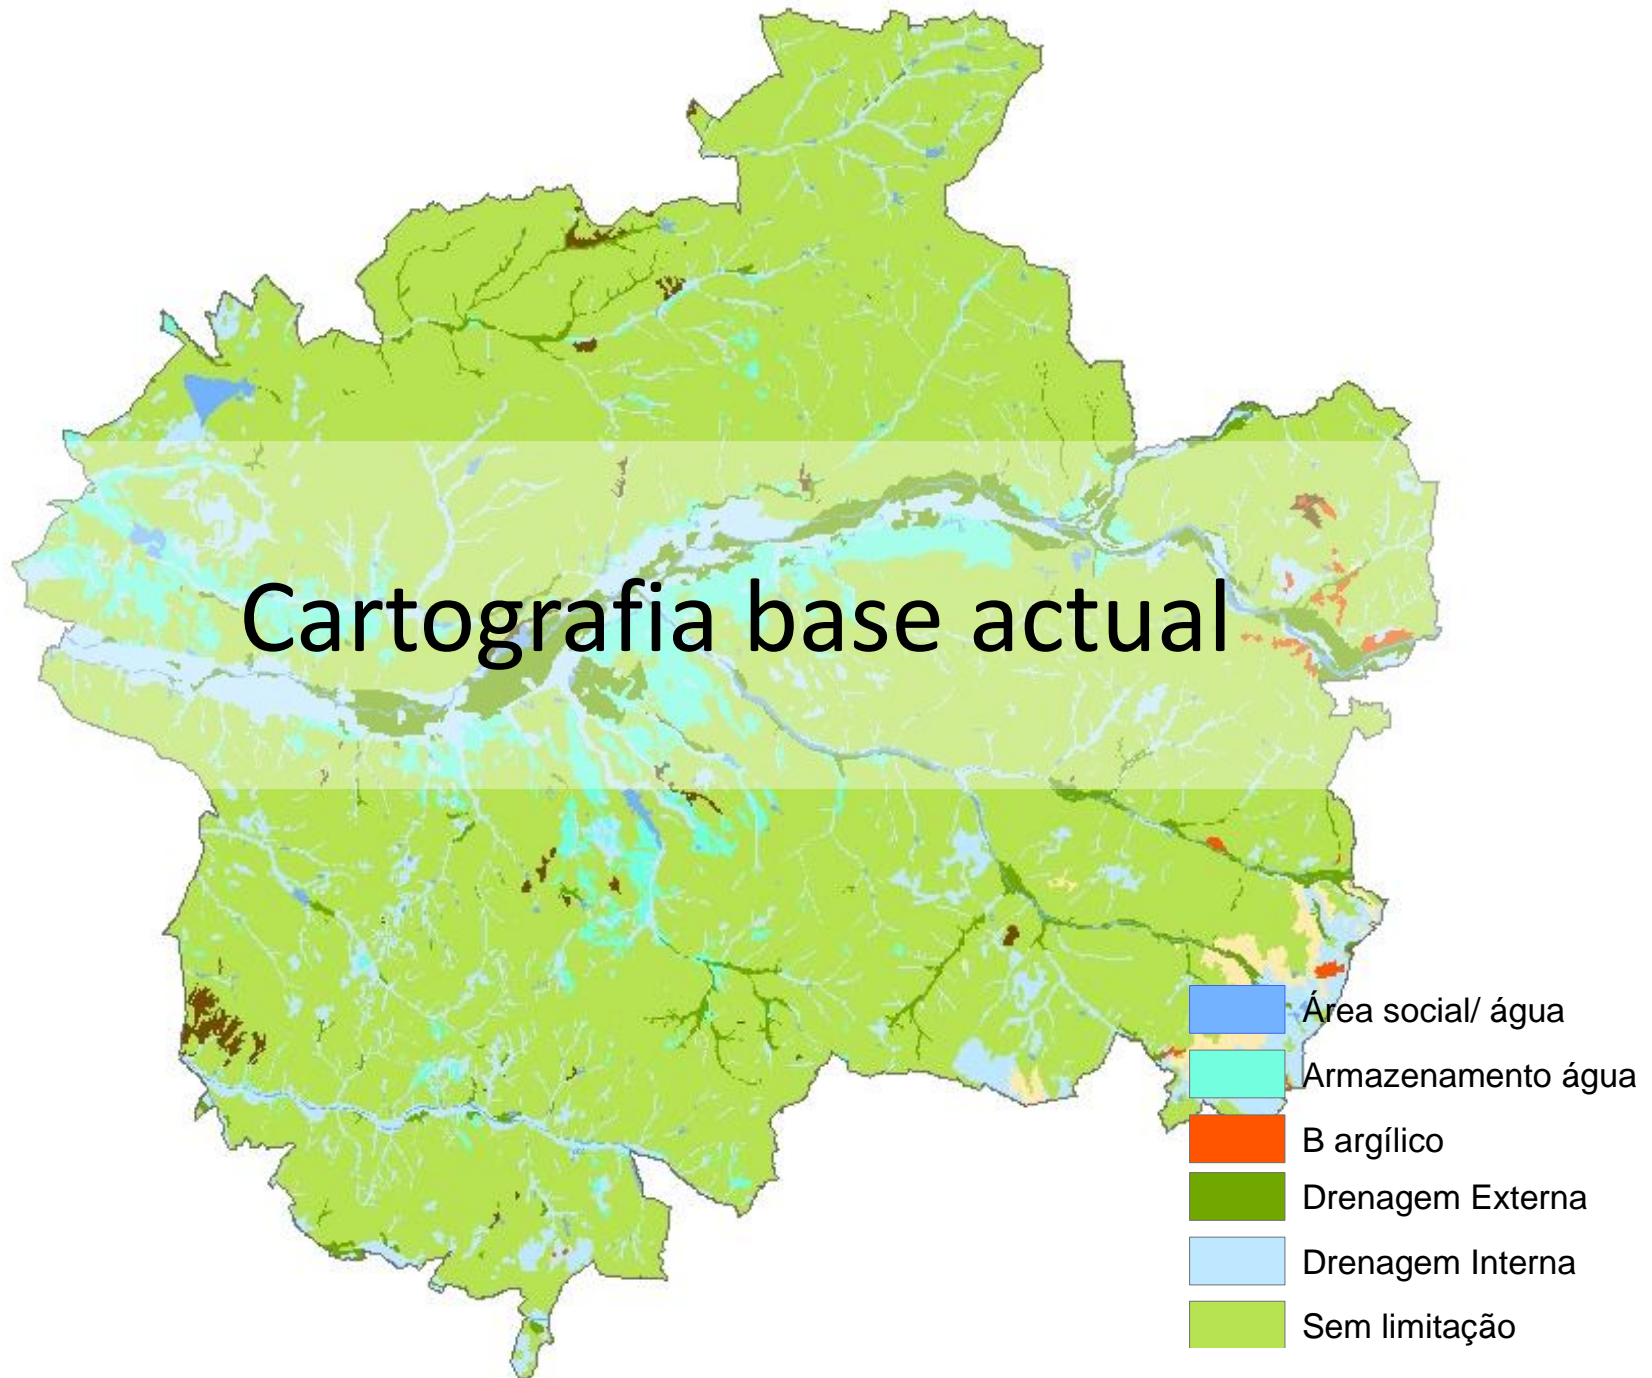 Cartografia base actual
Área social/ água
Armazenamento água
B argílico
Drenagem Externa
Drenagem Interna
Sem limitação